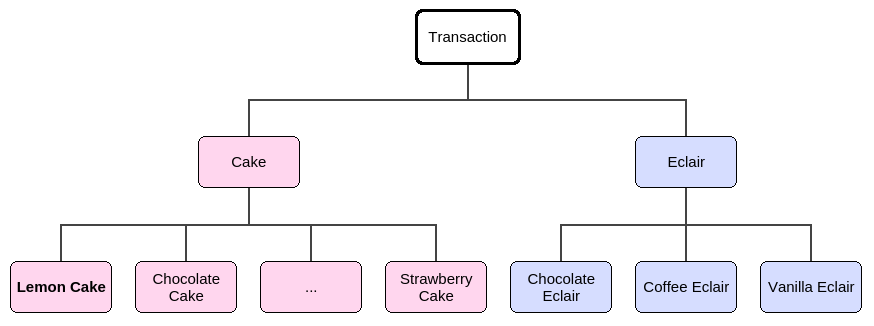 Transaction
Cake
Eclair
Lemon Cake
Chocolate
Cake
...
Strawberry
Cake
Chocolate
Eclair
Coffee Eclair
Vanilla Eclair